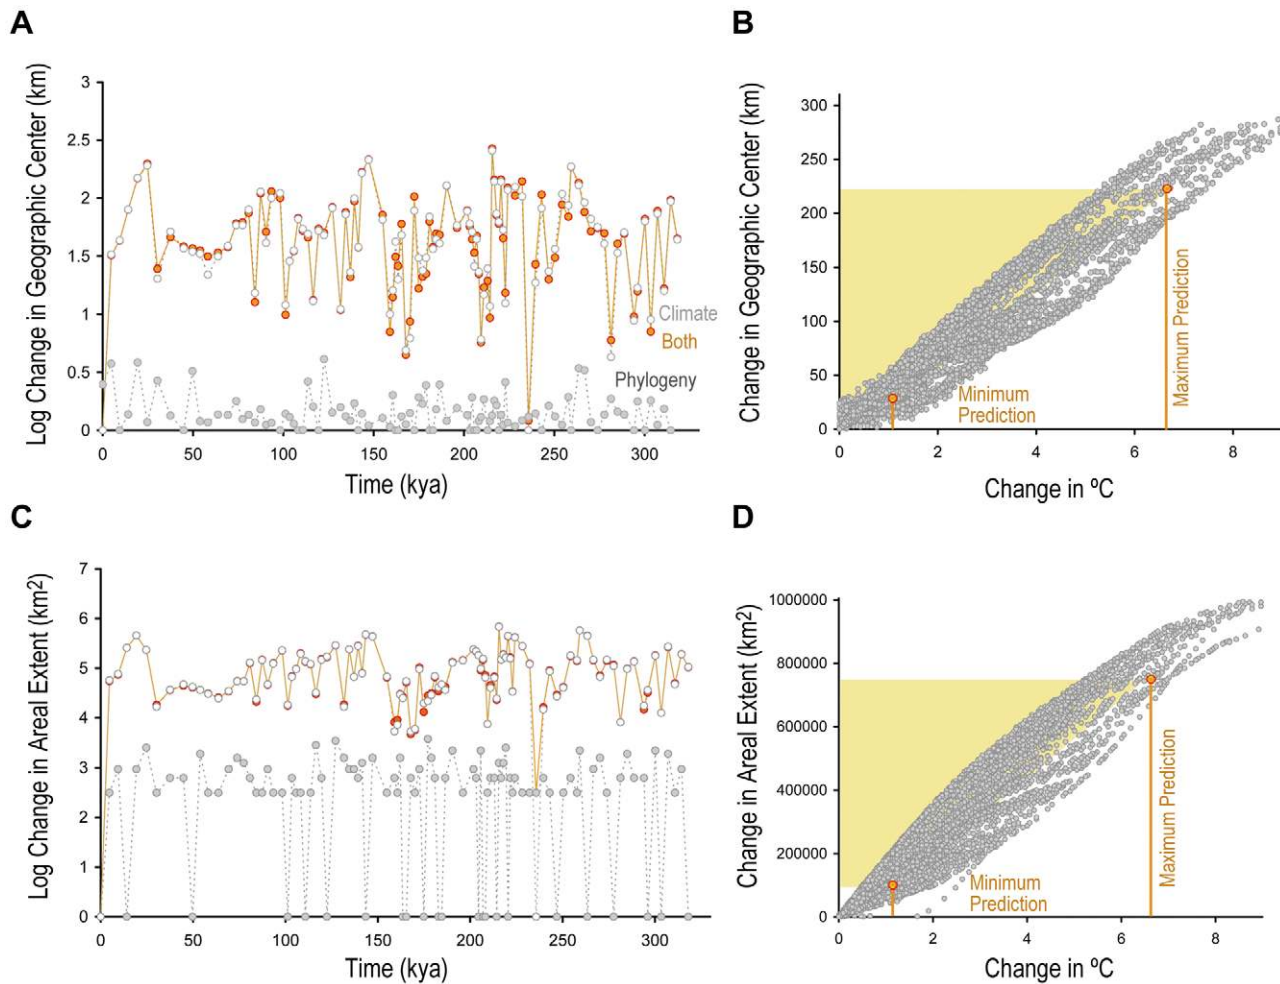 A
Log Change in Geographic Center (km)
3
2.5
2
1.5
1
0.5
0
Climate
Both
Phylogeny
0 50 100 150 200 250 300
Time (kya)
B
Change in Geographic Center (km)
300
250
200
150
100
50
0
Minimum
Prediction
Maximum Prediction
0 2 4 6 8
Change in ºC
C
Log Change in Areal Extent (km2)
7
6
5
4
3
2
1
0
0 50 100 150 200 250 300
Time (kya)
D
Change in Areal Extent (km2)
1000000
800000
600000
400000
200000
0
Minimum
Prediction
Maximum Prediction
0 2 4 6 8
Change in ºC